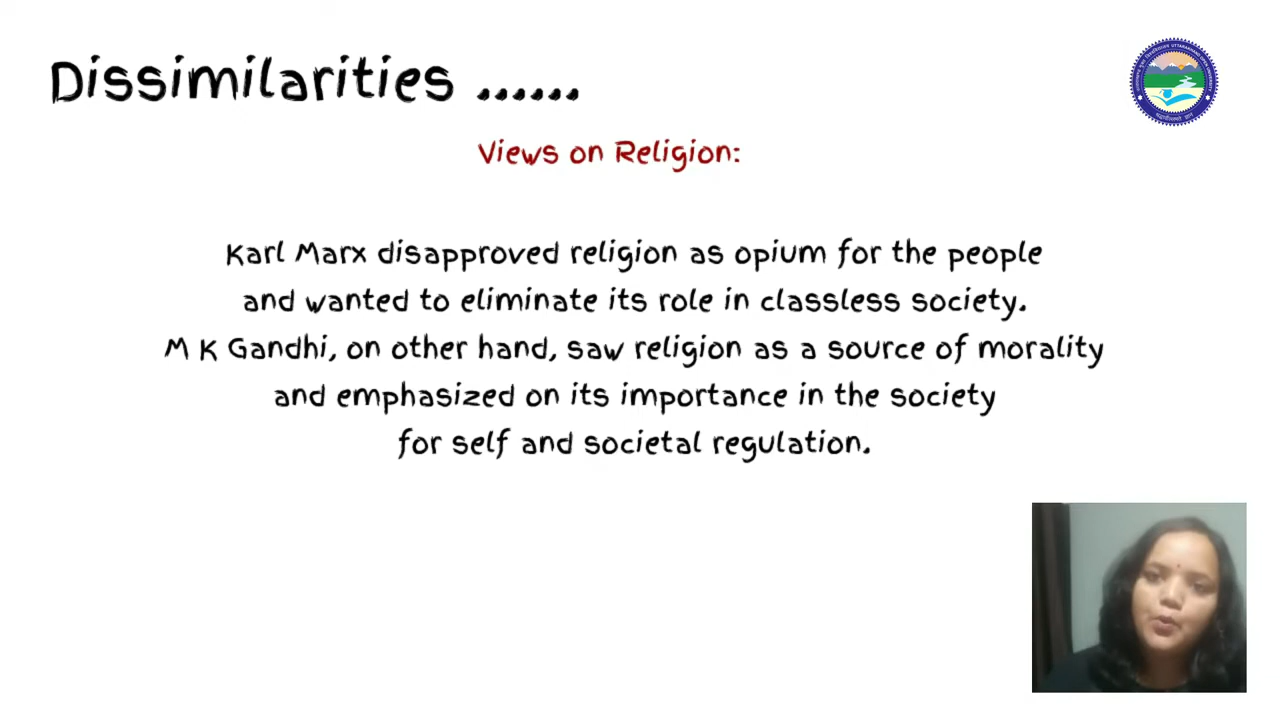 Dissimilarities ......
Views on Religion:
Karl Marx disapproved religion as opium for the people
and wanted to eliminate its role in classless society.
M K Gandhi, on other hand, saw religion as a source of morality
and emphasized on its importance in the society
for self and societal regulation.